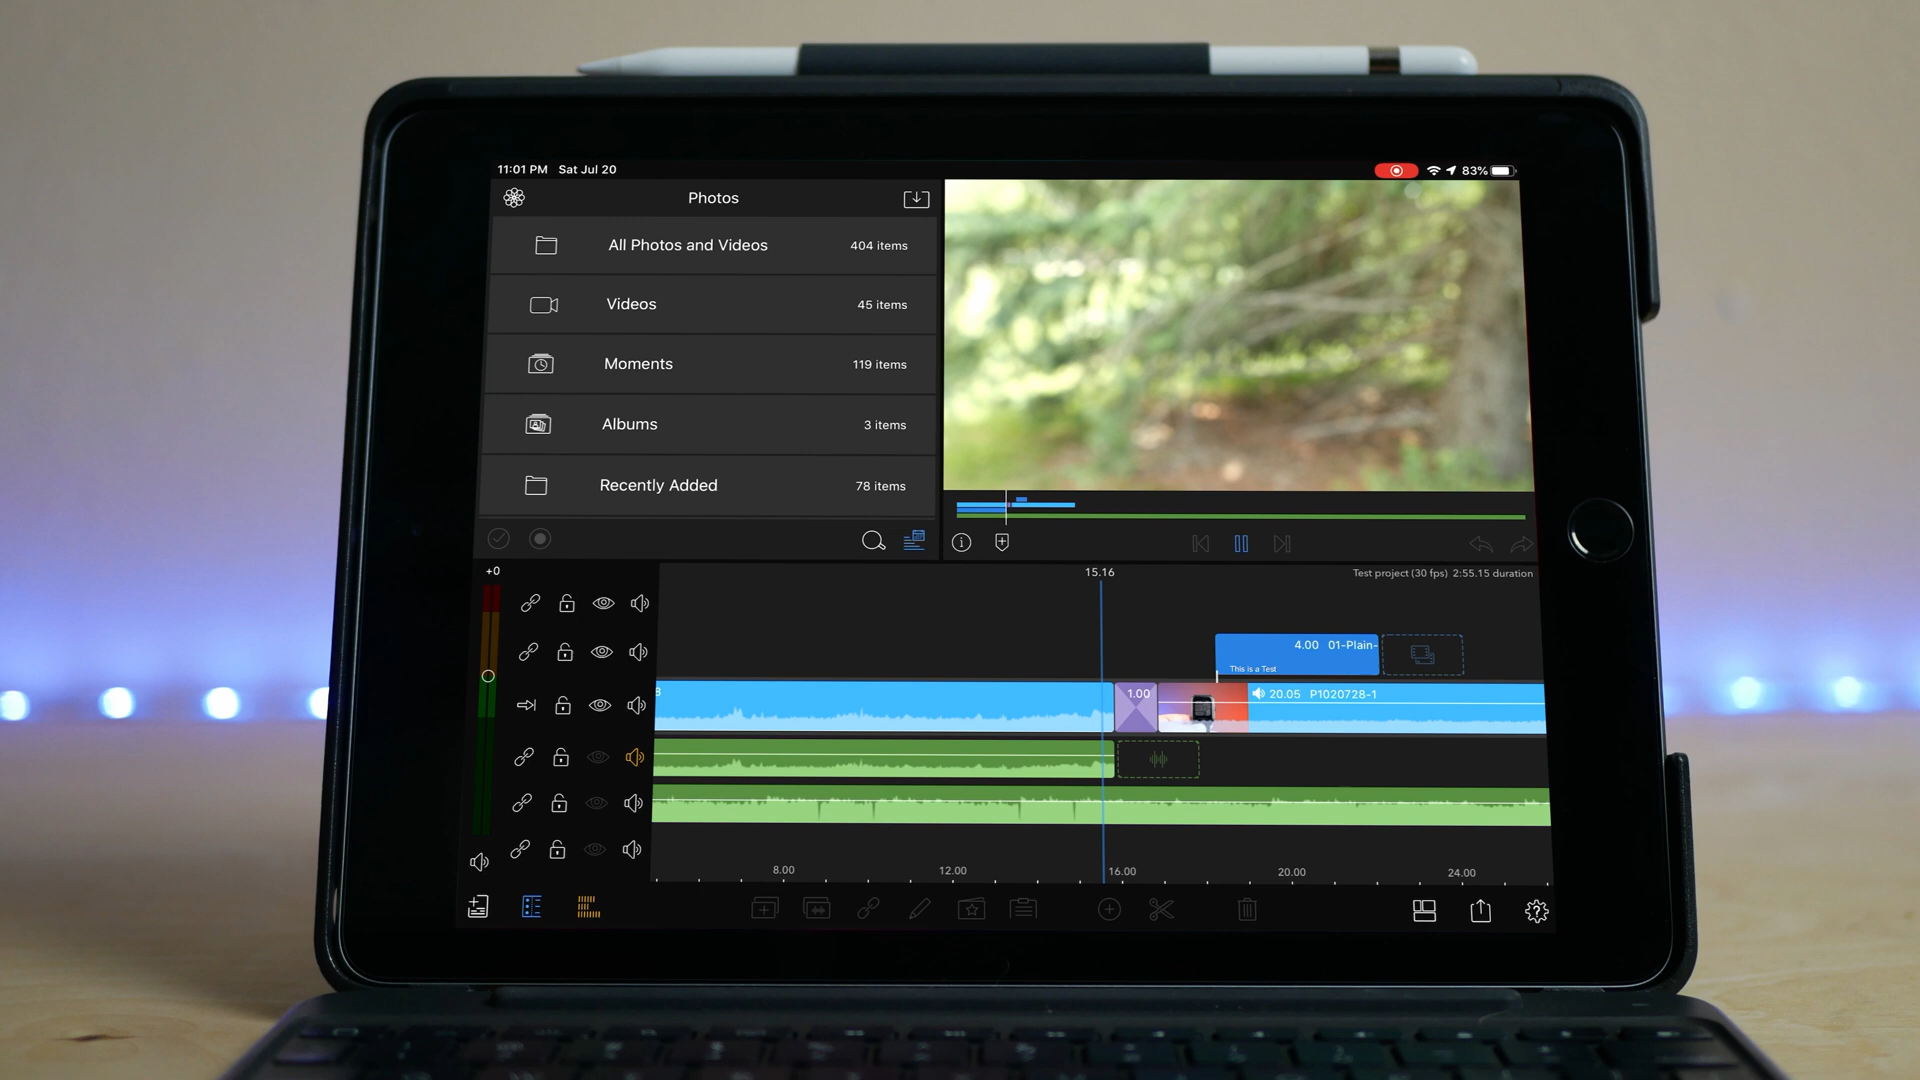 11:01 PM Sat Jul 20
83%
Photos
All Photos and Videos 404 items
Videos 45 items
Moments 119 items
Albums 3 items
Recently Added 78 items
+0
15.16
Test project (30 fps) 2:55.15 duration
4.00 01-Plain-
This is a Test
8
1.00
20.05 P1020728-1
8.00 12.00 16.00 20.00 24.00